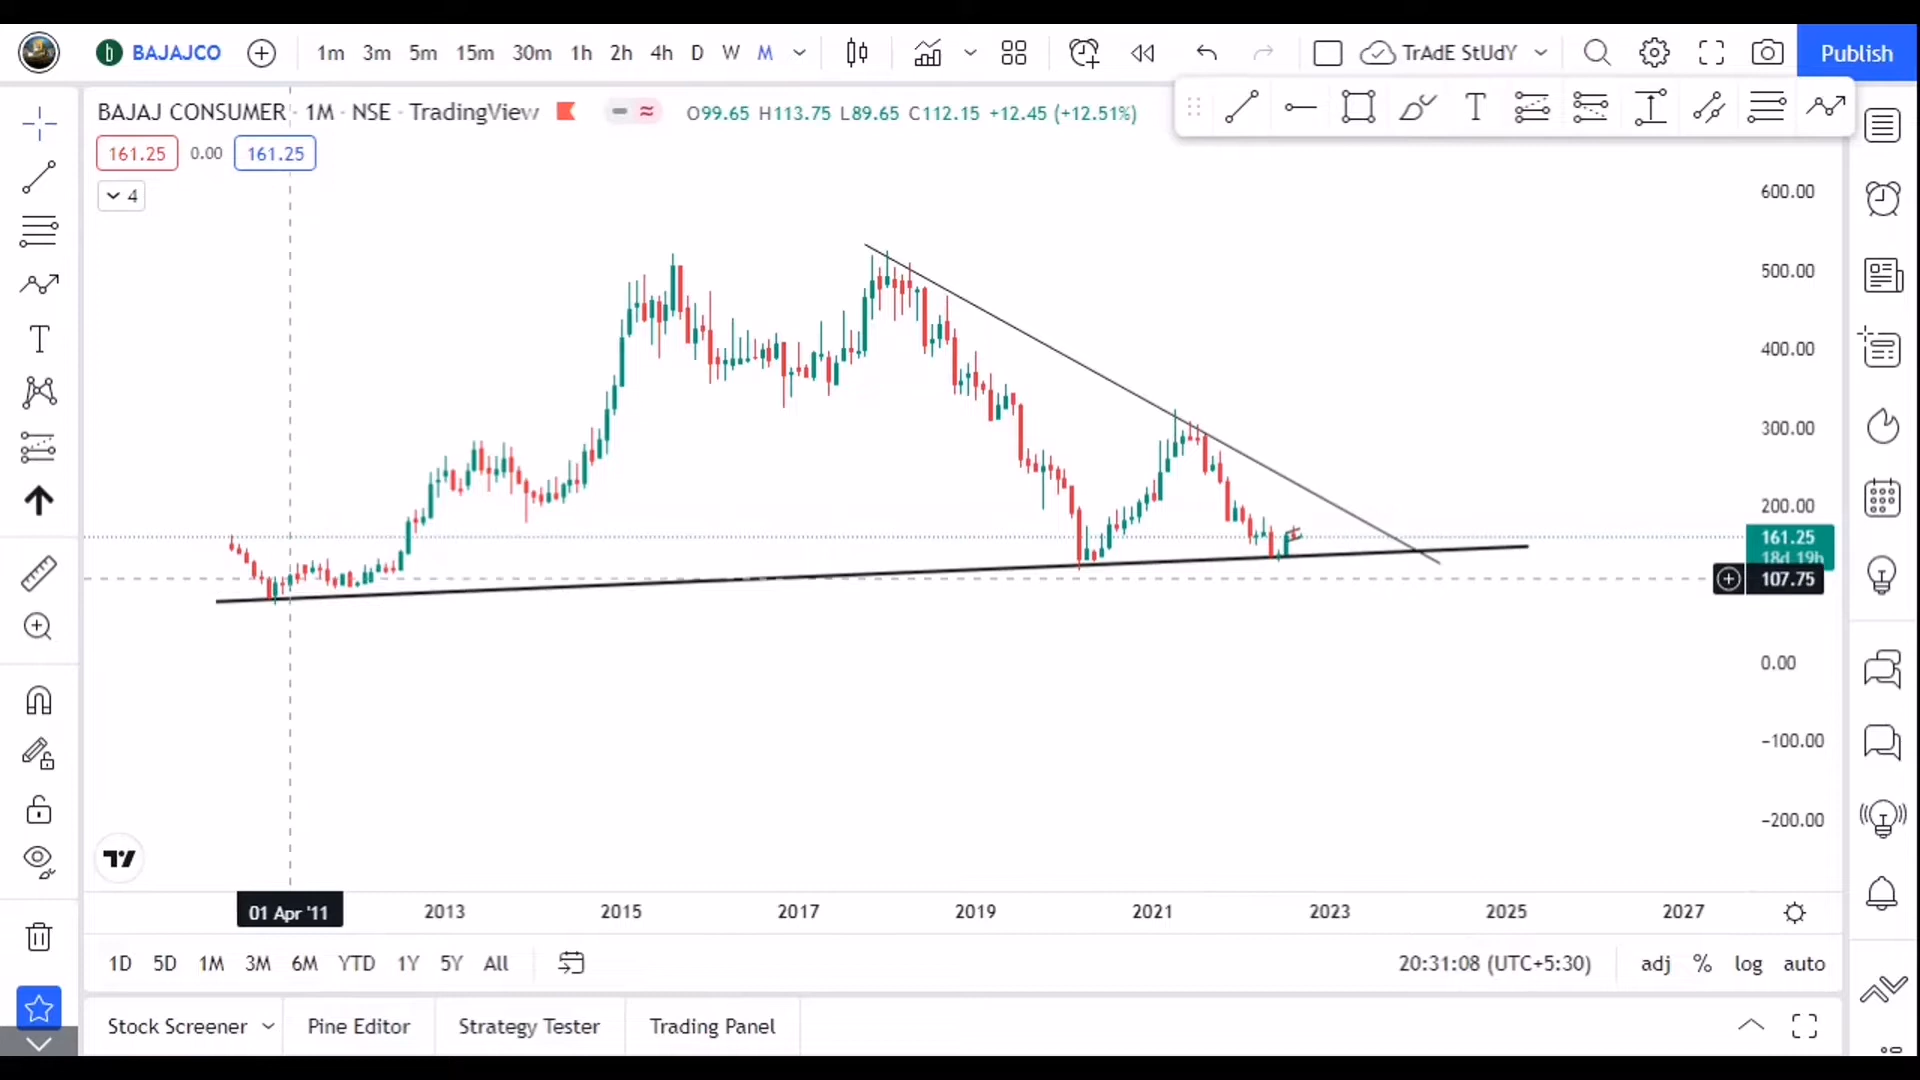 b BAJAJCO 1m 3m 5m 15m 30m 1h 2h 4h D W M TrAdE StUdY Publish
BAJAJ CONSUMER · 1M · NSE · TradingView O99.65 H113.75 L89.65 C112.15 +12.45 (+12.51%)
161.25 0.00 161.25
4
600.00
500.00
400.00
300.00
200.00
161.25
18d 19h
107.75
0.00
−100.00
−200.00
01 Apr '11 2013 2015 2017 2019 2021 2023 2025 2027
1D 5D 1M 3M 6M YTD 1Y 5Y All 20:31:08 (UTC+5:30) adj % log auto
Stock Screener Pine Editor Strategy Tester Trading Panel